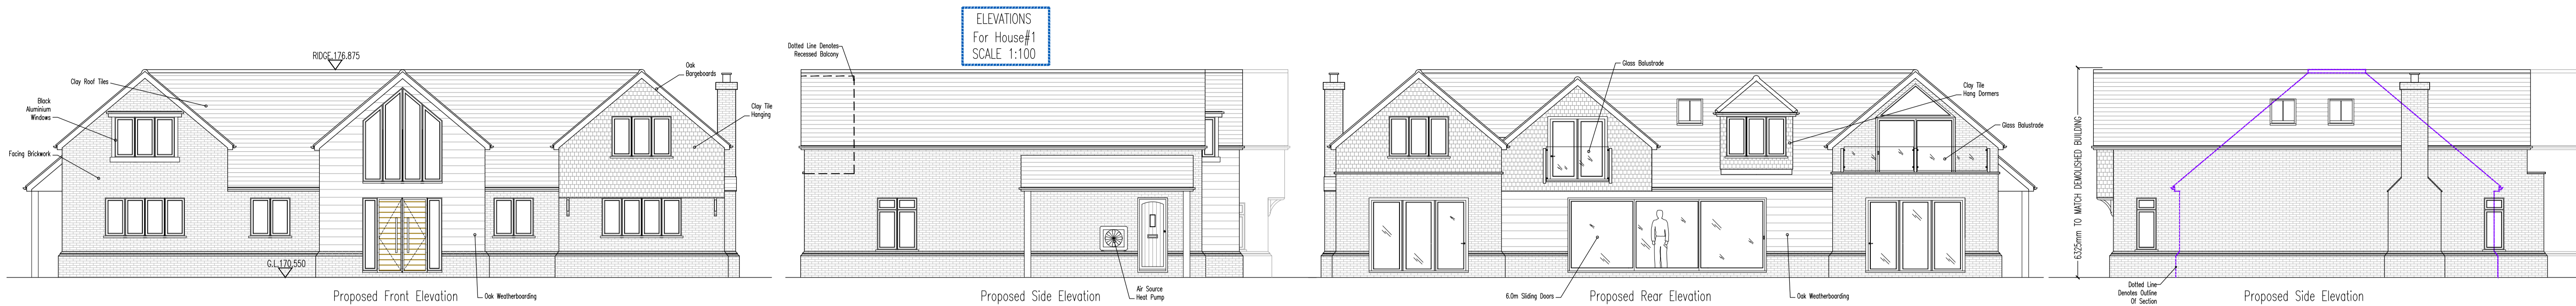 ELEVATIONS
For House#1
SCALE 1:100
RIDGE 176.875
Clay Roof Tiles
Black
Aluminium
Windows
Facing Brickwork
Oak
Bargeboards
Clay Tile
Hanging
G.L 170.550
Oak Weatherboarding
Proposed Front Elevation
Dotted Line Denotes
Recessed Balcony
Air Source
Heat Pump
Proposed Side Elevation
Glass Balustrade
Clay Tile
Hang Dormers
Glass Balustrade
6.0m Sliding Doors
Oak Weatherboarding
Proposed Rear Elevation
6325mm TO MATCH DEMOLISHED BUILDING
Dotted Line
Denotes Outline
Of Section
Proposed Side Elevation